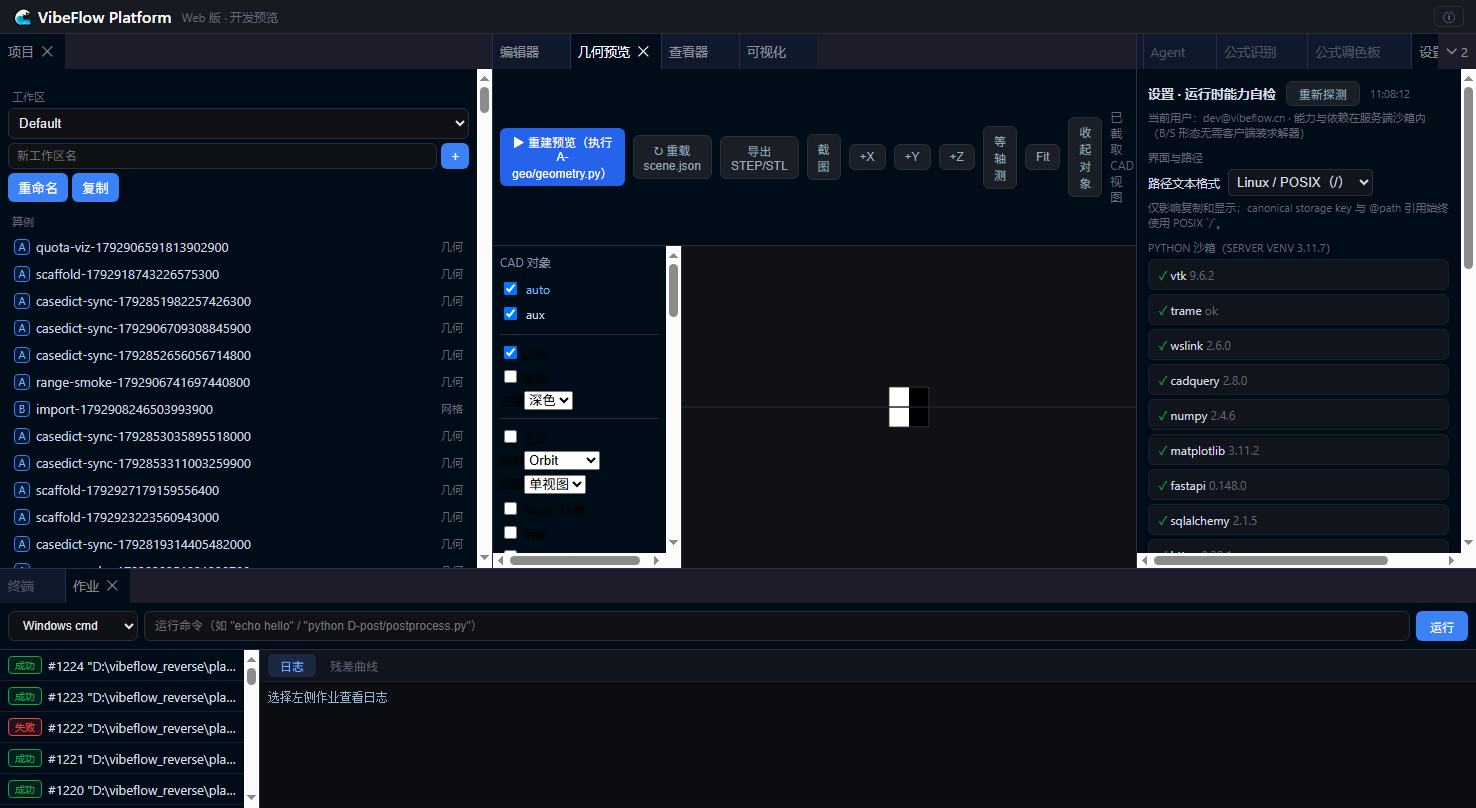 VibeFlow Platform Web 版 · 开发预览
项目
编辑器 几何预览 查看器 可视化
Agent 公式识别 公式调色板 2
工作区
Default
新工作区名 +
重命名 复制
算例
A quota-viz-1792906591813902900 几何
A scaffold-1792918743226575300 几何
A casedict-sync-1792851982257426300 几何
A casedict-sync-1792906709308845900 几何
A casedict-sync-1792852656056714800 几何
A range-smoke-1792906741697440800 几何
B import-1792908246503993900 网格
A casedict-sync-1792853035895518000 几何
A casedict-sync-1792853311003259900 几何
A scaffold-1792927179159556400 几何
A scaffold-1792923223560943000 几何
A casedict-sync-1792819314405482000 几何
▶ 重建预览（执行
A-
geo/geometry.py）
↻ 重载
scene.json
导出
STEP/STL
截
图
+X
+Y
+Z
等
轴
测
Fit
收
起
对
象
已
截
取
CAD
视
图
CAD 对象
auto
aux
深色
Orbit
单视图
Studio 环境
设置 · 运行时能力自检 重新探测 11:08:12
当前用户：dev@vibeflow.cn · 能力与依赖在服务端沙箱内
（B/S 形态无需客户端装求解器）
界面与路径
路径文本格式 Linux / POSIX（/）
仅影响复制和显示；canonical storage key 与 @path 引用始终
使用 POSIX `/`。
PYTHON 沙箱（SERVER VENV 3.11.7）
✓ vtk 9.6.2
✓ trame ok
✓ wslink 2.6.0
✓ cadquery 2.8.0
✓ numpy 2.4.6
✓ matplotlib 3.11.2
✓ fastapi 0.148.0
✓ sqlalchemy 2.1.5
终端 作业
Windows cmd 运行命令（如 "echo hello" / "python D-post/postprocess.py"） 运行
成功 #1224 "D:\vibeflow_reverse\pla...
成功 #1223 "D:\vibeflow_reverse\pla...
失败 #1222 "D:\vibeflow_reverse\pla...
成功 #1221 "D:\vibeflow_reverse\pla...
成功 #1220 "D:\vibeflow_reverse\pla...
日志 残差曲线
选择左侧作业查看日志